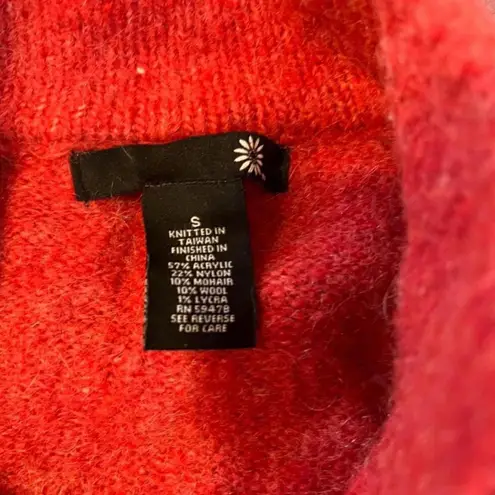 S
KNITTED IN
TAIWAN
FINISHED IN
CHINA
57% ACRYLIC
22% NYLON
10% MOHAIR
10% WOOL
1% LYCRA
RN 59478
SEE REVERSE
FOR CARE